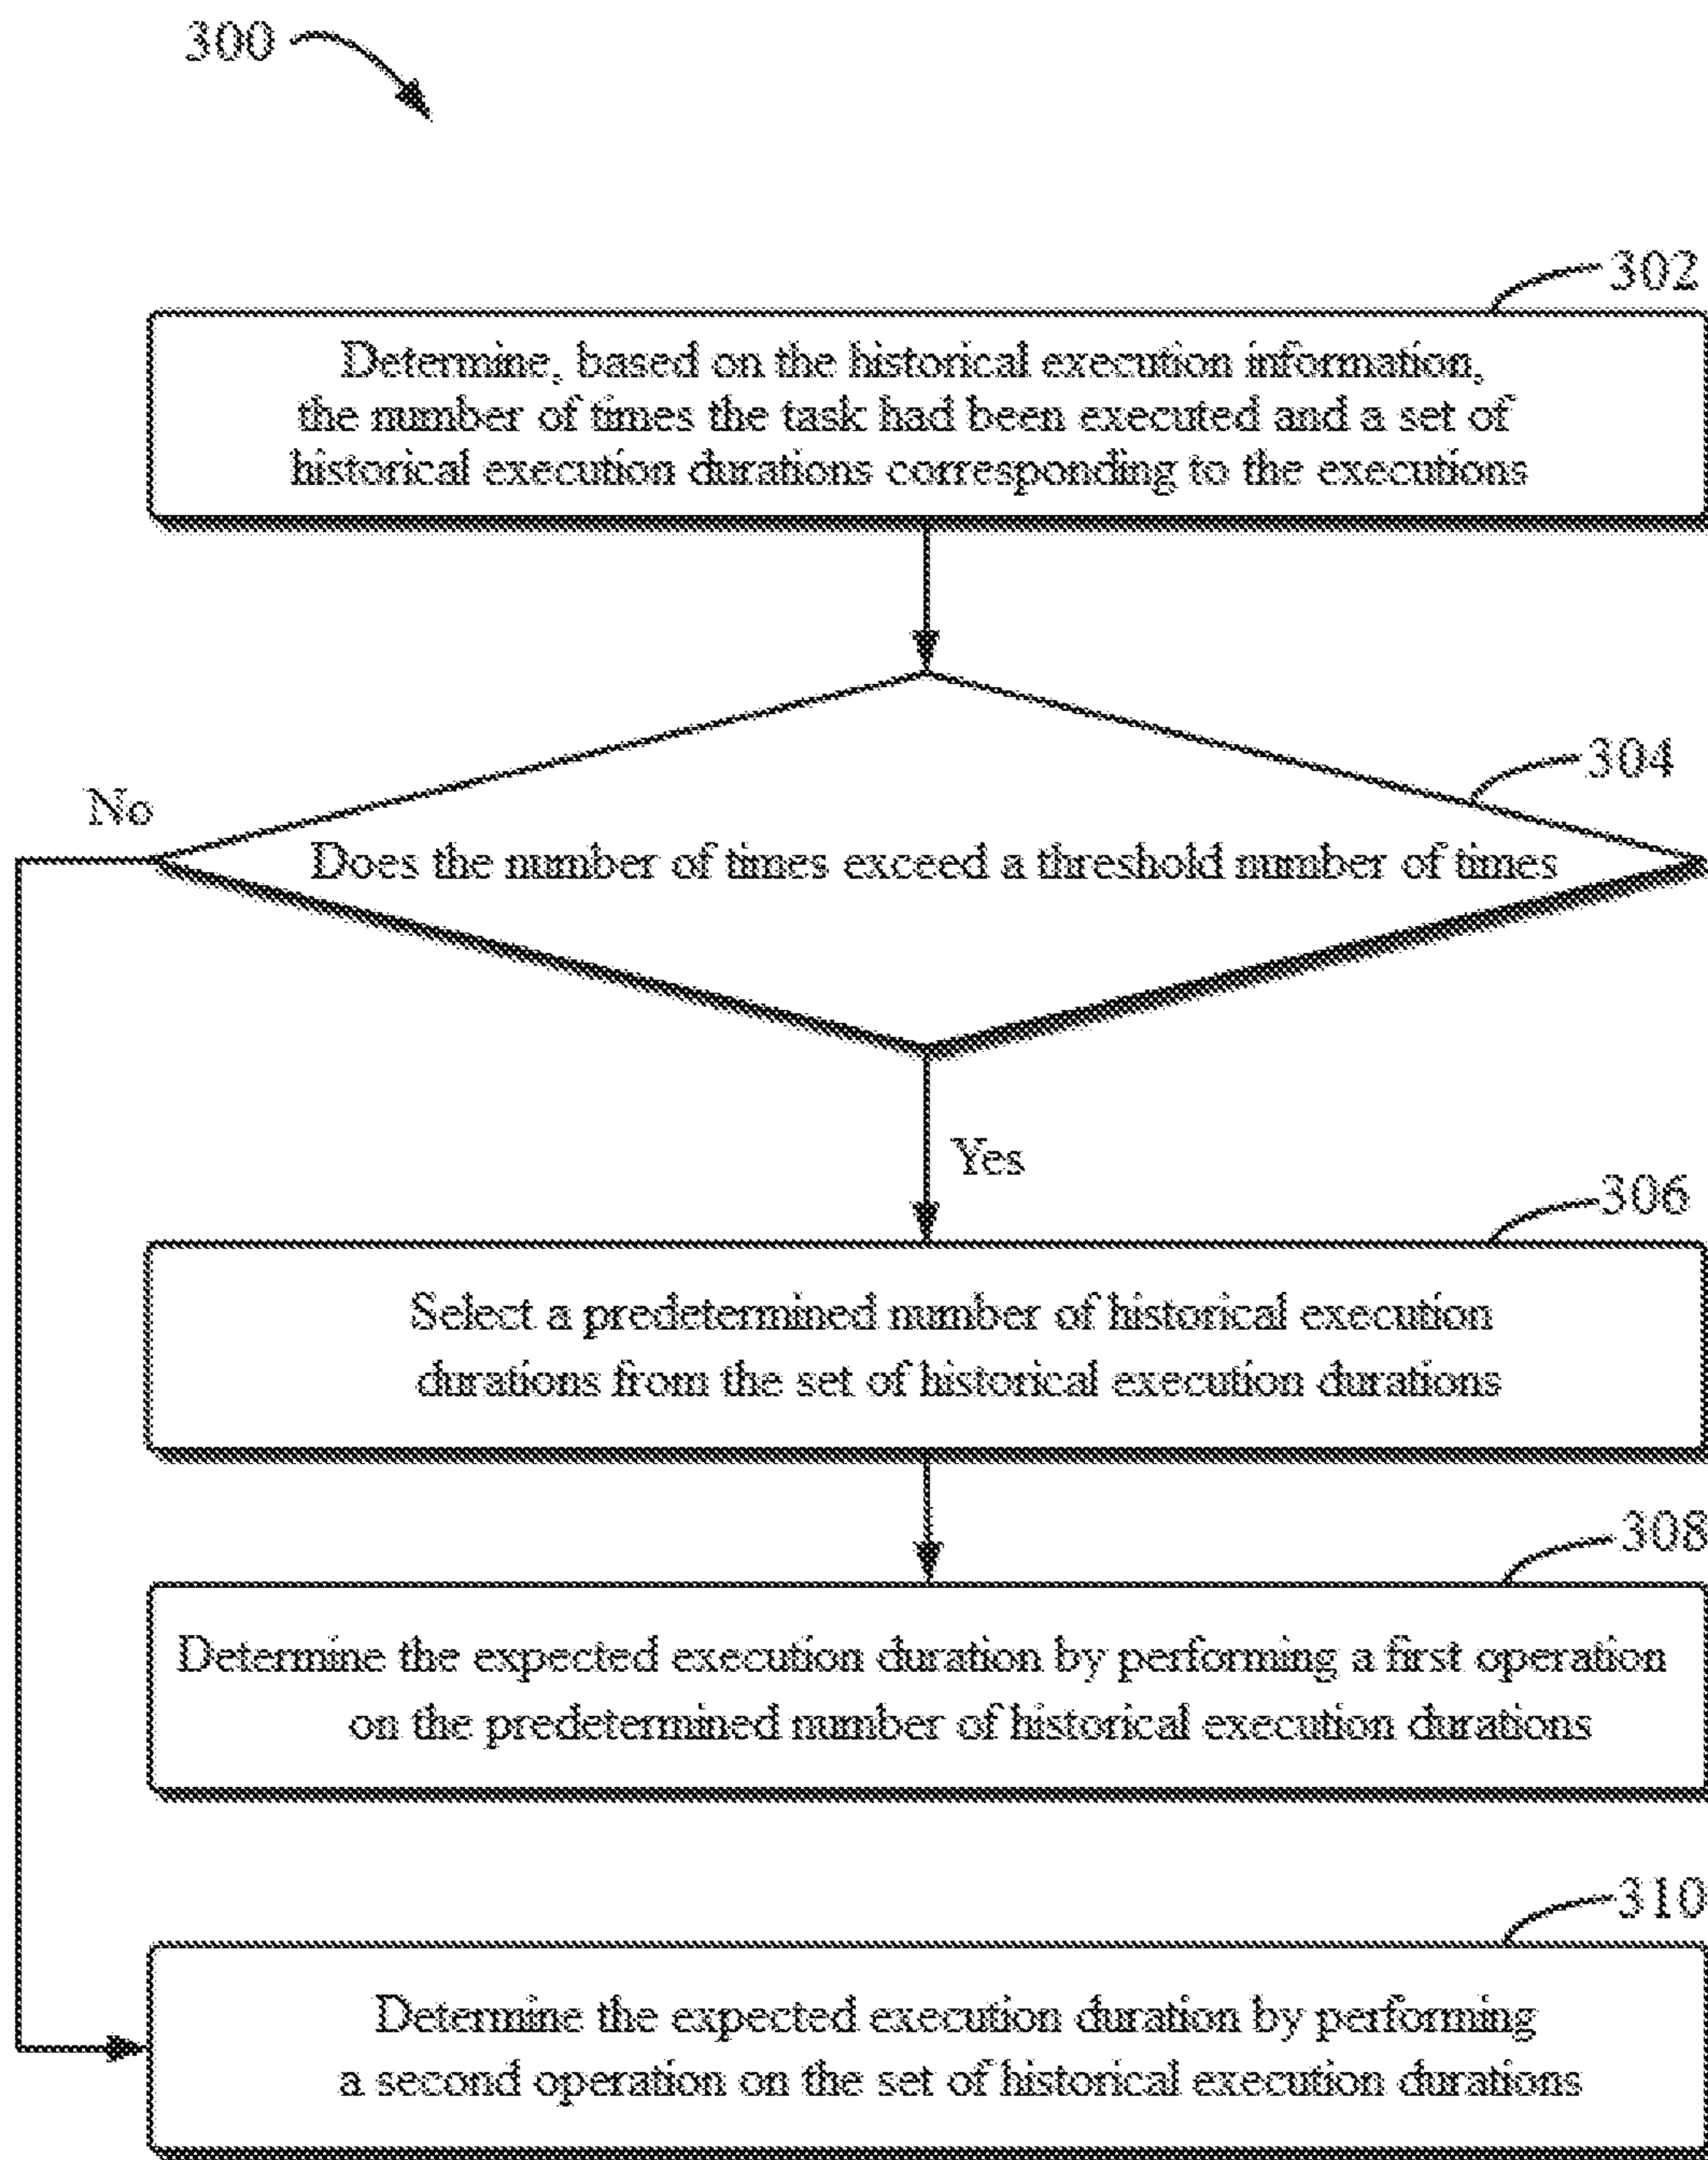 300
302
Determine, based on the historical execution information,
the number of times the task had been executed and a set of
historical execution durations corresponding to the executions
304
No
Does the number of times exceed a threshold number of times
Yes
306
Select a predetermined number of historical execution
durations from the set of historical execution durations
308
Determine the expected execution duration by performing a first operation
on the predetermined number of historical execution durations
310
Determine the expected execution duration by performing
a second operation on the set of historical execution durations